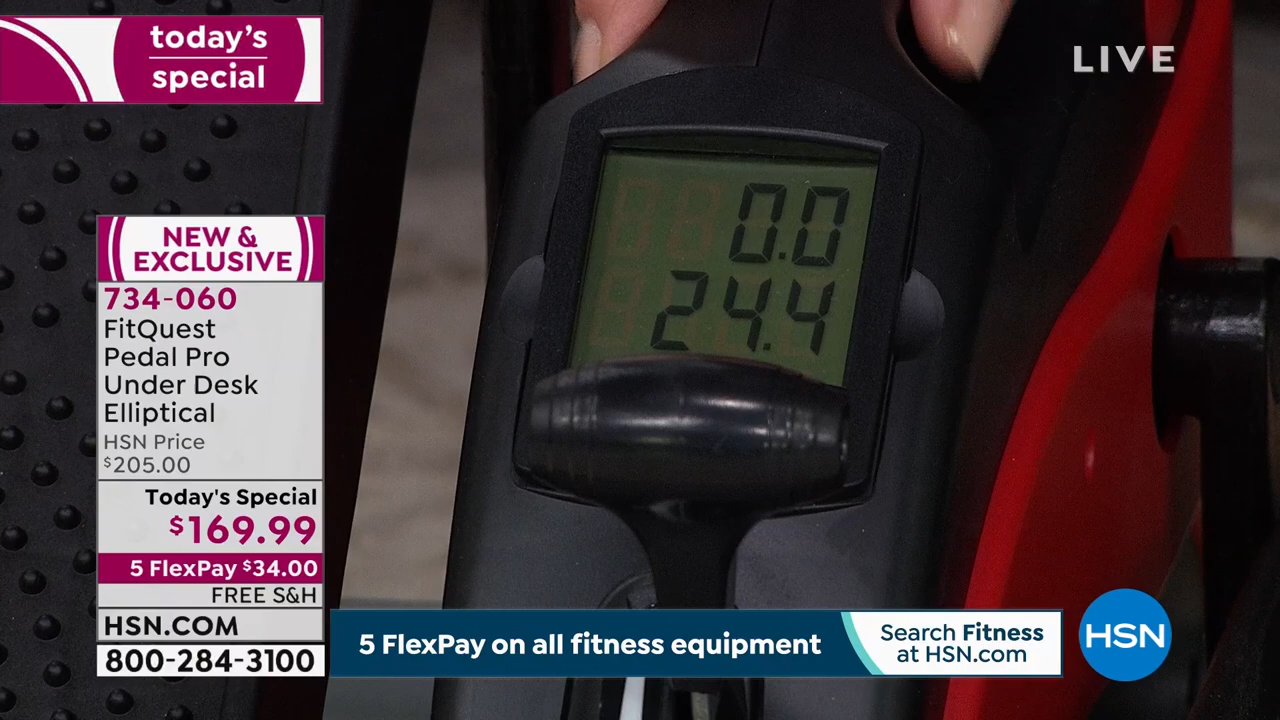 today's
special
LIVE
0.0
24.4
NEW &
EXCLUSIVE
734-060
FitQuest
Pedal Pro
Under Desk
Elliptical
HSN Price
$205.00
Today's Special
$169.99
5 FlexPay $34.00
FREE S&H
HSN.COM
800-284-3100
5 FlexPay on all fitness equipment
Search Fitness
at HSN.com
HSN